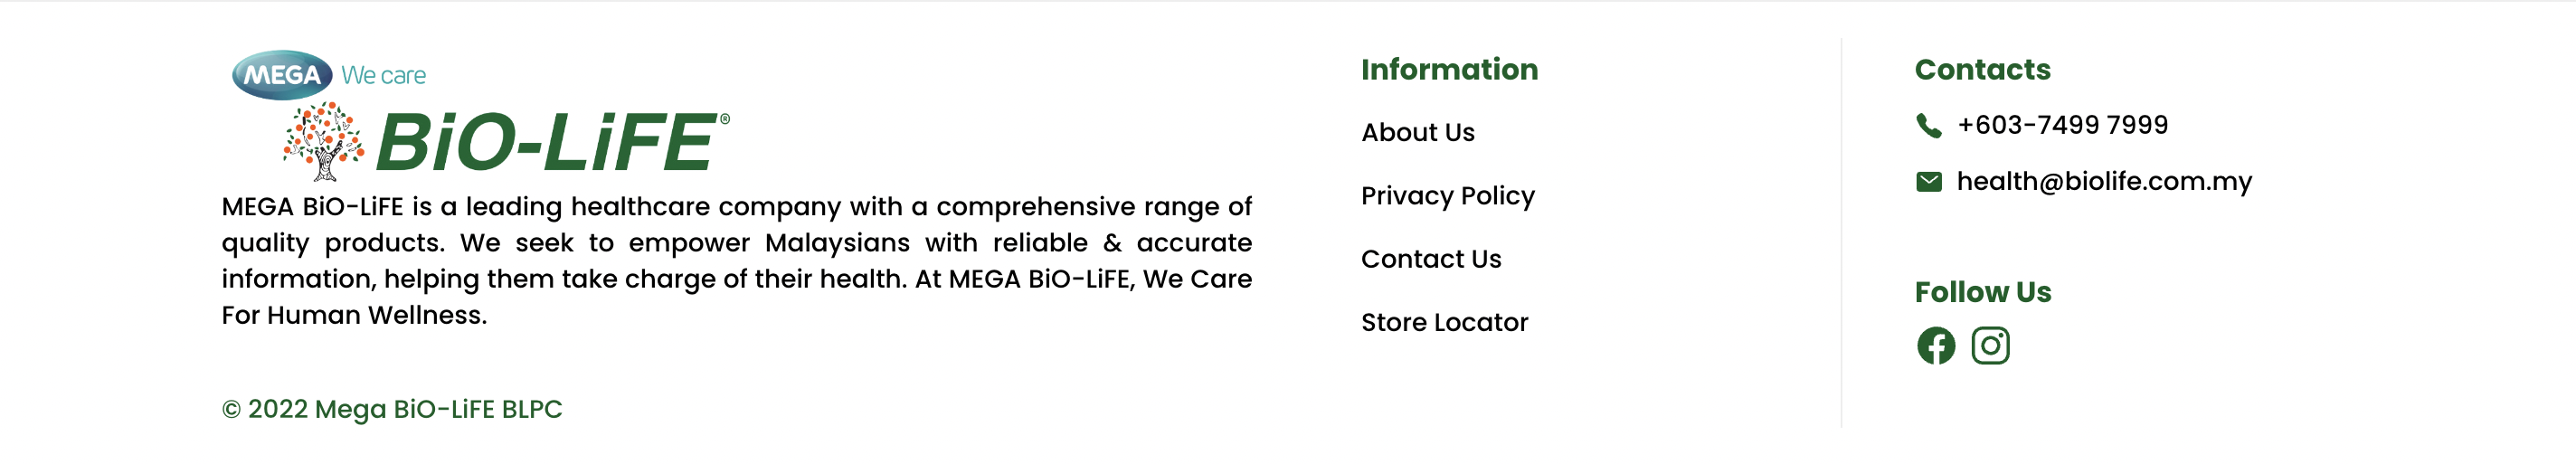 MEGA We care
BiO-LiFE®
MEGA BiO-LiFE is a leading healthcare company with a comprehensive range of
quality products. We seek to empower Malaysians with reliable & accurate
information, helping them take charge of their health. At MEGA BiO-LiFE, We Care
For Human Wellness.
© 2022 Mega BiO-LiFE BLPC
Information
About Us
Privacy Policy
Contact Us
Store Locator
Contacts
+603-7499 7999
health@biolife.com.my
Follow Us